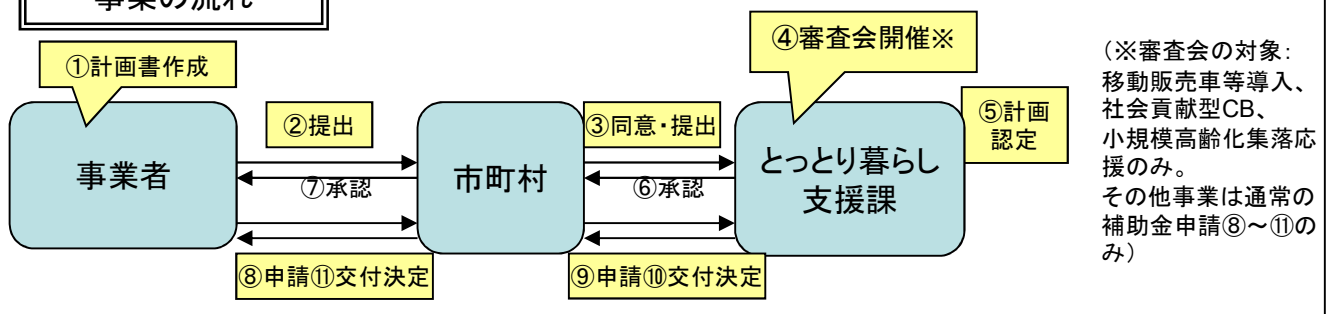 事業の流れ
①計画書作成
④審査会開催※
(※審査会の対象:
移動販売車等導入、
社会貢献型CB、
小規模高齢化集落応
援のみ。
その他事業は通常の
補助金申請⑧～⑪の
み)
②提出
③同意・提出
⑤計画
認定
事業者
市町村
とっとり暮らし
支援課
⑦承認
⑥承認
⑧申請⑪交付決定
⑨申請⑩交付決定